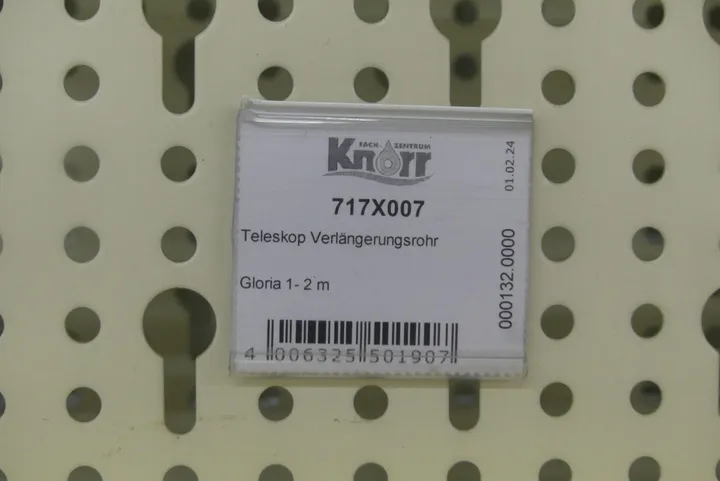 FACH ZENTRUM
Knorr
717X007
Teleskop Verlängerungsrohr
Gloria 1- 2 m
4 006325 501907
01.02.24
000132.0000